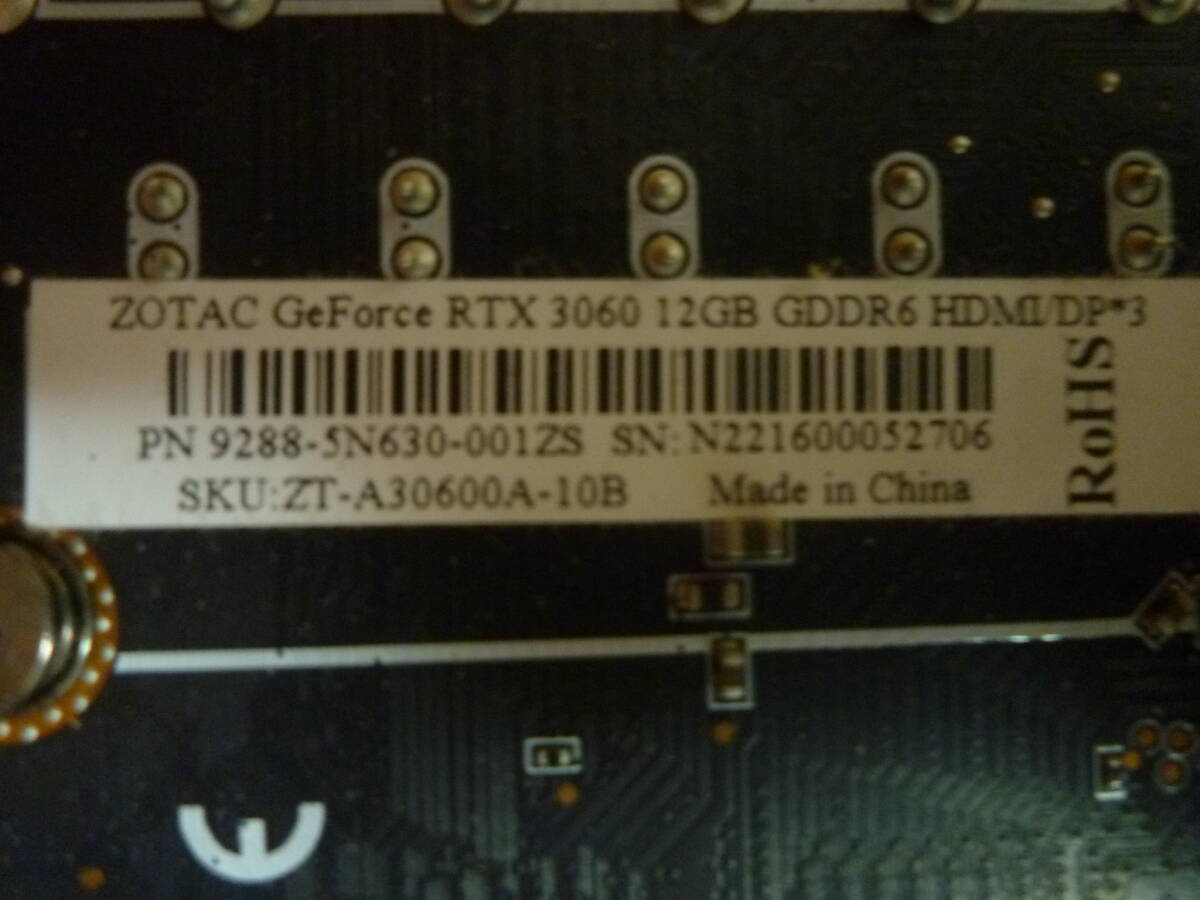 ZOTAC GeForce RTX 3060 12GB GDDR6 HDMI/DP*3
PN 9288-5N630-001ZS SN: N221600052706
SKU:ZT-A30600A-10B Made in China
RoHS